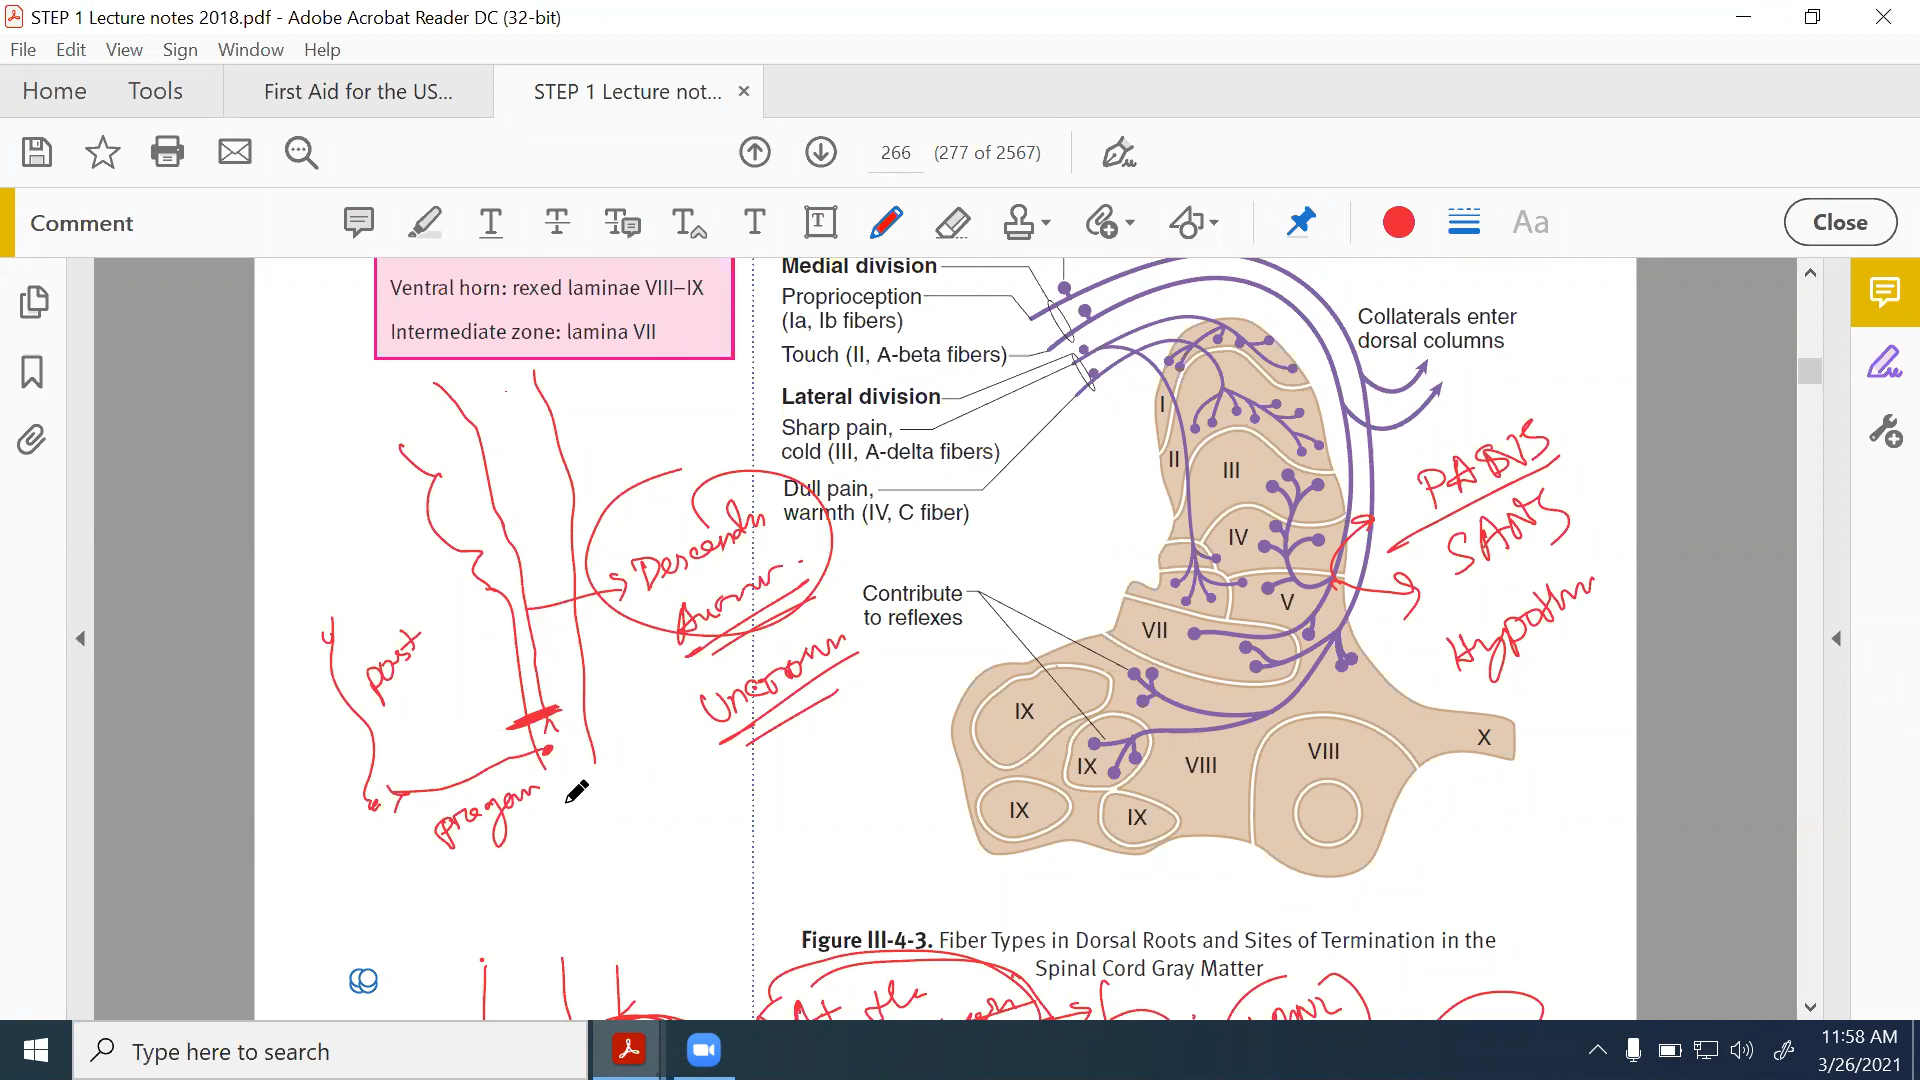 STEP 1 Lecture notes 2018.pdf - Adobe Acrobat Reader DC (32-bit)
File Edit View Sign Window Help
Home Tools First Aid for the US... STEP 1 Lecture not... ×
266 (277 of 2567)
Comment
Aa
Close
Ventral horn: rexed laminae VIII–IX
Intermediate zone: lamina VII
Medial division
Proprioception
(Ia, Ib fibers)
Touch (II, A-beta fibers)
Lateral division
Sharp pain,
cold (III, A-delta fibers)
Dull pain,
warmth (IV, C fiber)
Collaterals enter
dorsal columns
Contribute
to reflexes
I
II
III
IV
V
VII
IX
IX
IX
IX
VIII
VIII
X
SANS
Hypothm
post
pregan
Figure III-4-3. Fiber Types in Dorsal Roots and Sites of Termination in the
Spinal Cord Gray Matter
At the
Type here to search
11:58 AM
3/26/2021